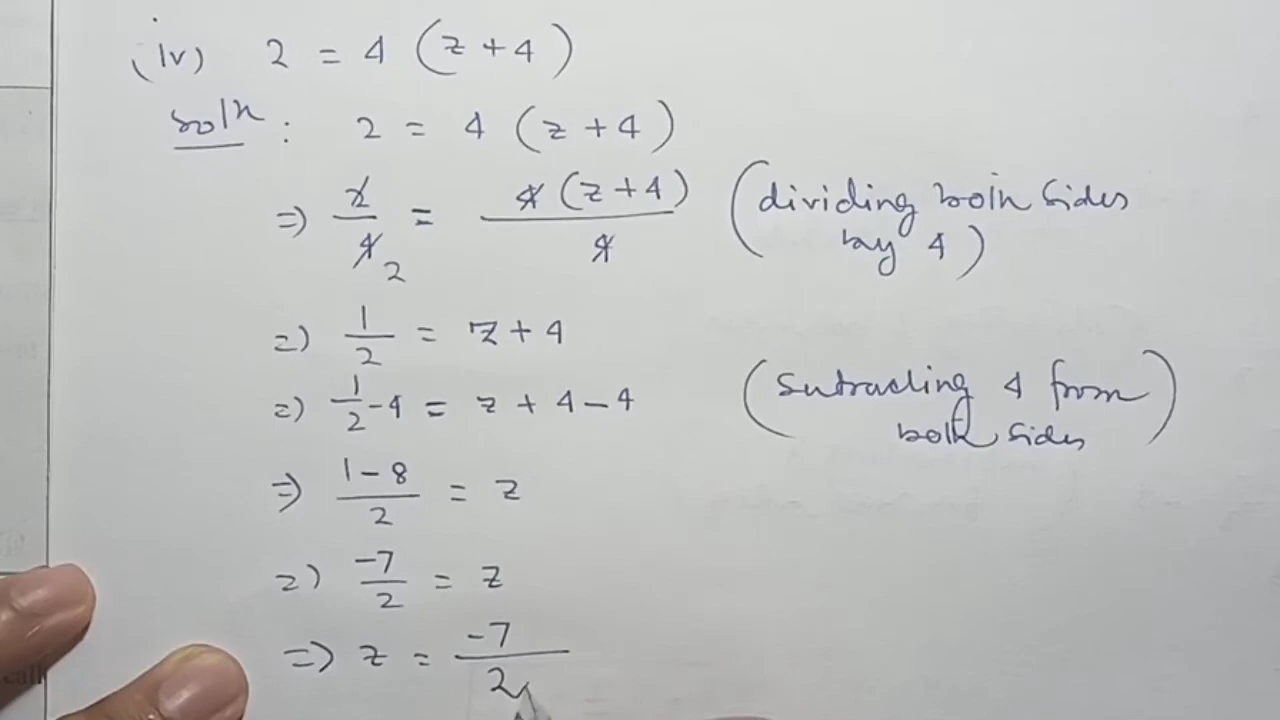 (iv) 2 = 4 (z+4)
soln : 2 = 4 (z+4)
=> 2/4 2 = 4(z+4)/4 (dividing both sides
by 4)
=> 1/2 = z+4
=> 1/2-4 = z+4-4 (Sutracting 4 from
both sides)
=> 1-8/2 = z
=> -7/2 = z
=> z = -7/2